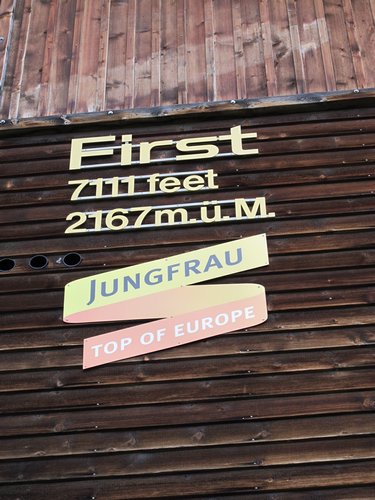 First
7111 feet
2167m.ü.M.
JUNGFRAU
TOP OF EUROPE